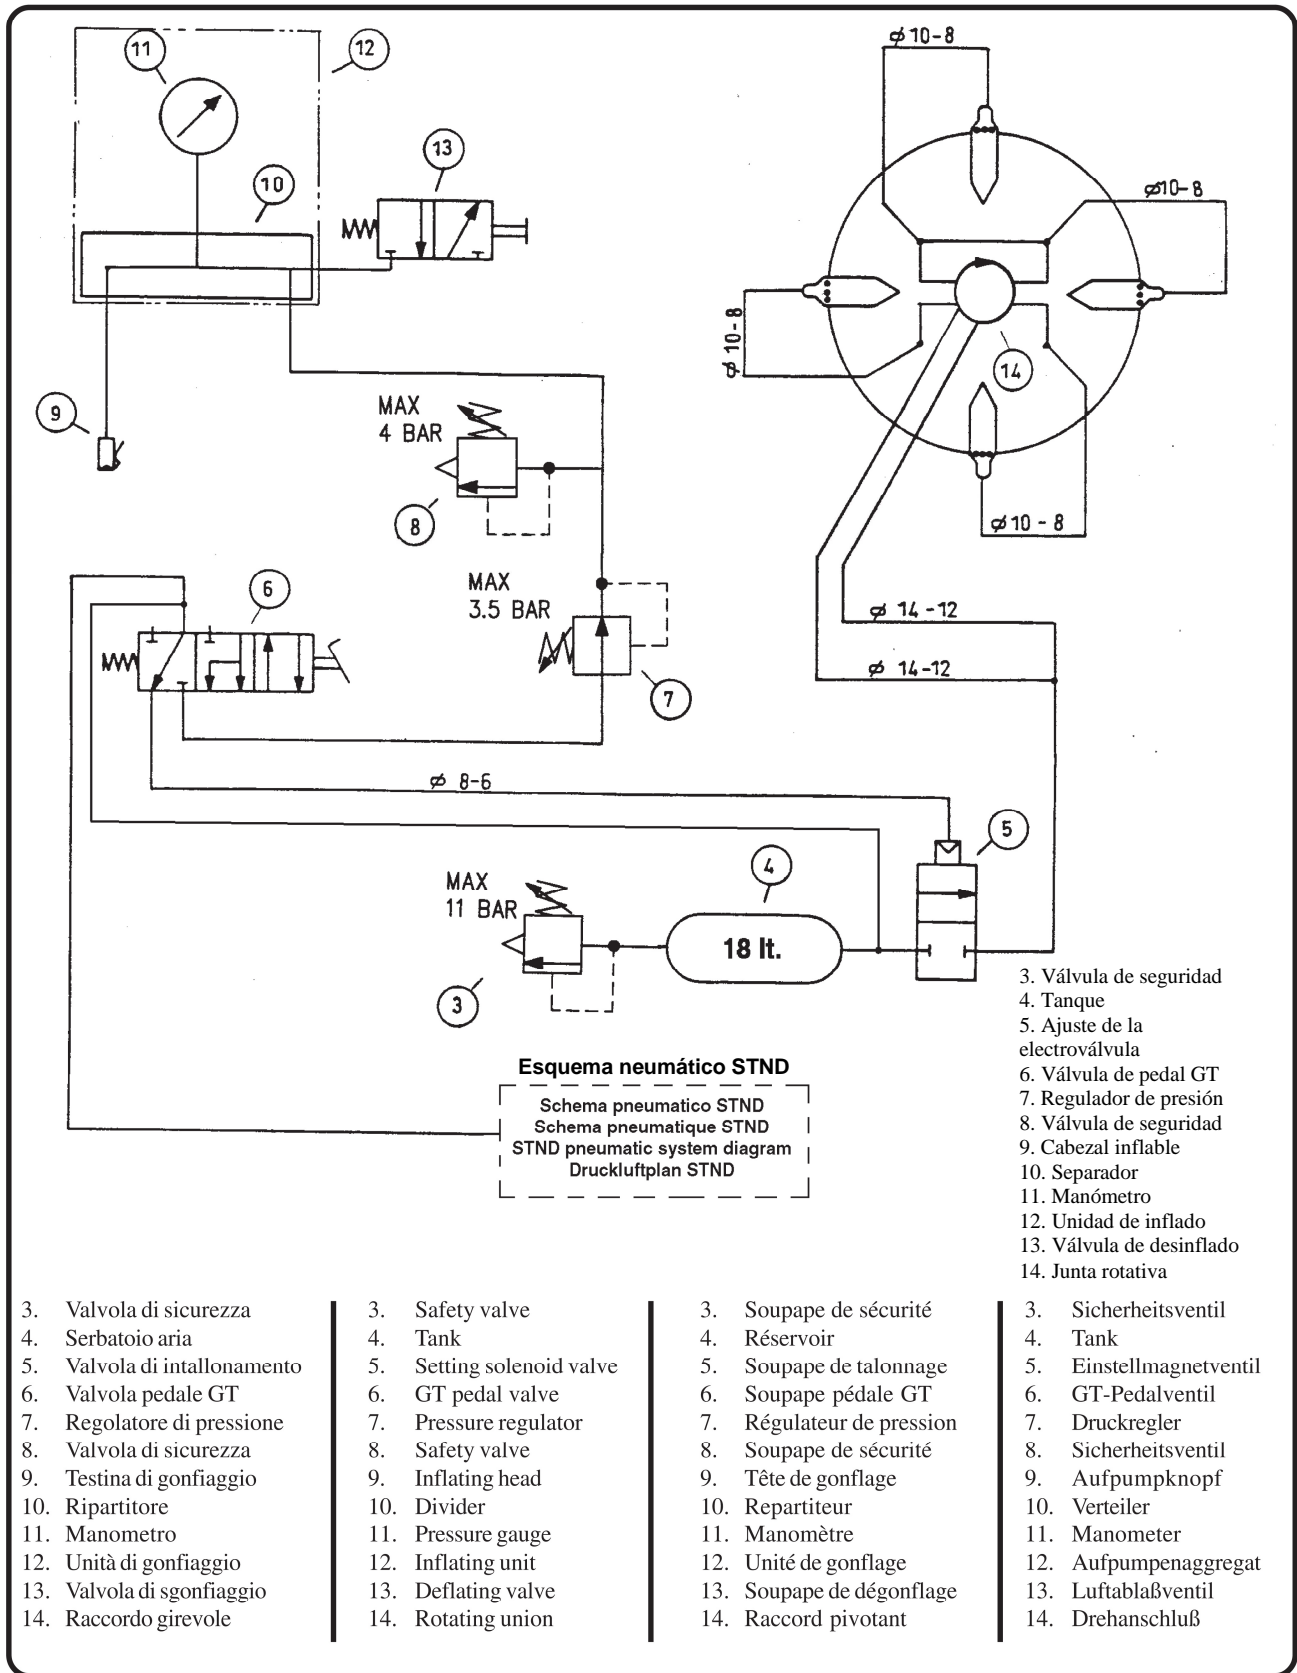 11
12
ø 10-8
13
10
ø10-8
ø 10-8
14
9
MAX
4 BAR
8
ø 10-8
6
MAX
3.5 BAR
ø 14-12
ø 14-12
7
ø 8-6
5
4
MAX
11 BAR
18 lt.
3
3. Válvula de seguridad
4. Tanque
5. Ajuste de la
electroválvula
6. Válvula de pedal GT
7. Regulador de presión
8. Válvula de seguridad
9. Cabezal inflable
10. Separador
11. Manómetro
12. Unidad de inflado
13. Válvula de desinflado
14. Junta rotativa
Esquema neumático STND
Schema pneumatico STND
Schema pneumatique STND
STND pneumatic system diagram
Druckluftplan STND
3. Valvola di sicurezza
4. Serbatoio aria
5. Valvola di intallonamento
6. Valvola pedale GT
7. Regolatore di pressione
8. Valvola di sicurezza
9. Testina di gonfiaggio
10. Ripartitore
11. Manometro
12. Unità di gonfiaggio
13. Valvola di sgonfiaggio
14. Raccordo girevole
3. Safety valve
4. Tank
5. Setting solenoid valve
6. GT pedal valve
7. Pressure regulator
8. Safety valve
9. Inflating head
10. Divider
11. Pressure gauge
12. Inflating unit
13. Deflating valve
14. Rotating union
3. Soupape de sécurité
4. Réservoir
5. Soupape de talonnage
6. Soupape pédale GT
7. Régulateur de pression
8. Soupape de sécurité
9. Tête de gonflage
10. Repartiteur
11. Manomètre
12. Unité de gonflage
13. Soupape de dégonflage
14. Raccord pivotant
3. Sicherheitsventil
4. Tank
5. Einstellmagnetventil
6. GT-Pedalventil
7. Druckregler
8. Sicherheitsventil
9. Aufpumpknopf
10. Verteiler
11. Manometer
12. Aufpumpenaggregat
13. Luftablaßventil
14. Drehanschluß